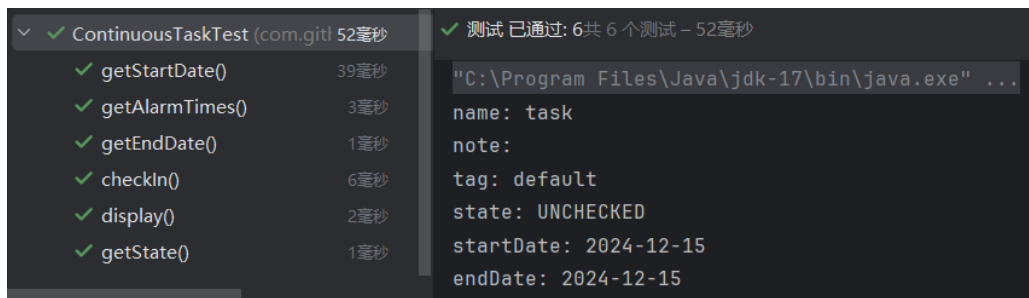 ContinuousTaskTest (com.gitl 52毫秒
getStartDate() 39毫秒
getAlarmTimes() 3毫秒
getEndDate() 1毫秒
checkIn() 6毫秒
display() 2毫秒
getState() 1毫秒
测试 已通过: 6共 6 个测试 – 52毫秒
"C:\Program Files\Java\jdk-17\bin\java.exe" ...
name: task
note:
tag: default
state: UNCHECKED
startDate: 2024-12-15
endDate: 2024-12-15